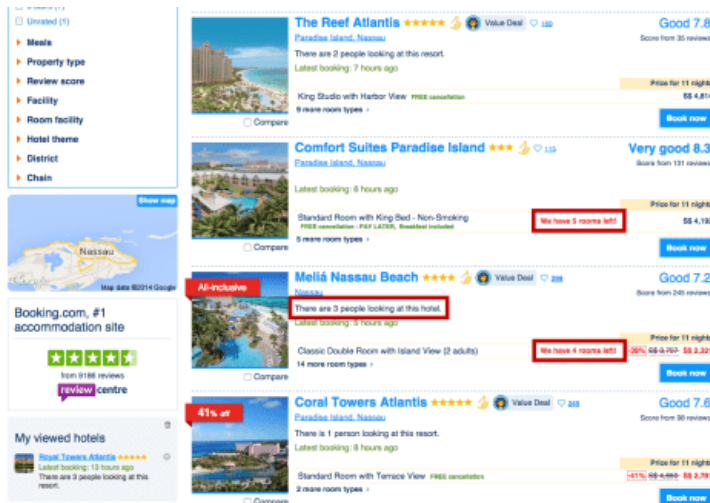 Unrated (1)
Meals
Property type
Review score
Facility
Room facility
Hotel theme
District
Chain
Show map
Nassau
Map data ©2014 Google
Booking.com, #1
accommodation site
from 9186 reviews
review centre
My viewed hotels
Royal Towers Atlantis
Latest booking: 13 hours ago
There are 3 people looking at this
resort.
The Reef Atlantis
Value Deal
Good 7.8
Paradise Island, Nassau
Score from 35 reviews
There are 2 people looking at this resort.
Latest booking: 7 hours ago
Price for 11 nights
King Studio with Harbor View FREE cancellation
9 more room types
Book now
Compare
Comfort Suites Paradise Island
115
Very good 8.3
Paradise Island, Nassau
Score from 131 reviews
Latest booking: 6 hours ago
Price for 11 nights
Standard Room with King Bed - Non-Smoking
We have 5 rooms left!
FREE cancellation - PAY LATER, Breakfast included
5 more room types
Book now
Compare
All-inclusive
Meliá Nassau Beach
Value Deal
Good 7.2
Nassau
Score from 245 reviews
There are 3 people looking at this hotel.
Latest booking: 5 hours ago
Price for 11 nights
Classic Double Room with Island View (2 adults)
We have 4 rooms left!
14 more room types
Book now
Compare
41% off
Coral Towers Atlantis
Value Deal
Good 7.6
Paradise Island, Nassau
Score from 98 reviews
There is 1 person looking at this resort.
Latest booking: 8 hours ago
Price for 11 nights
Standard Room with Terrace View FREE cancellation
-41%
2 more room types
Book now
Compare